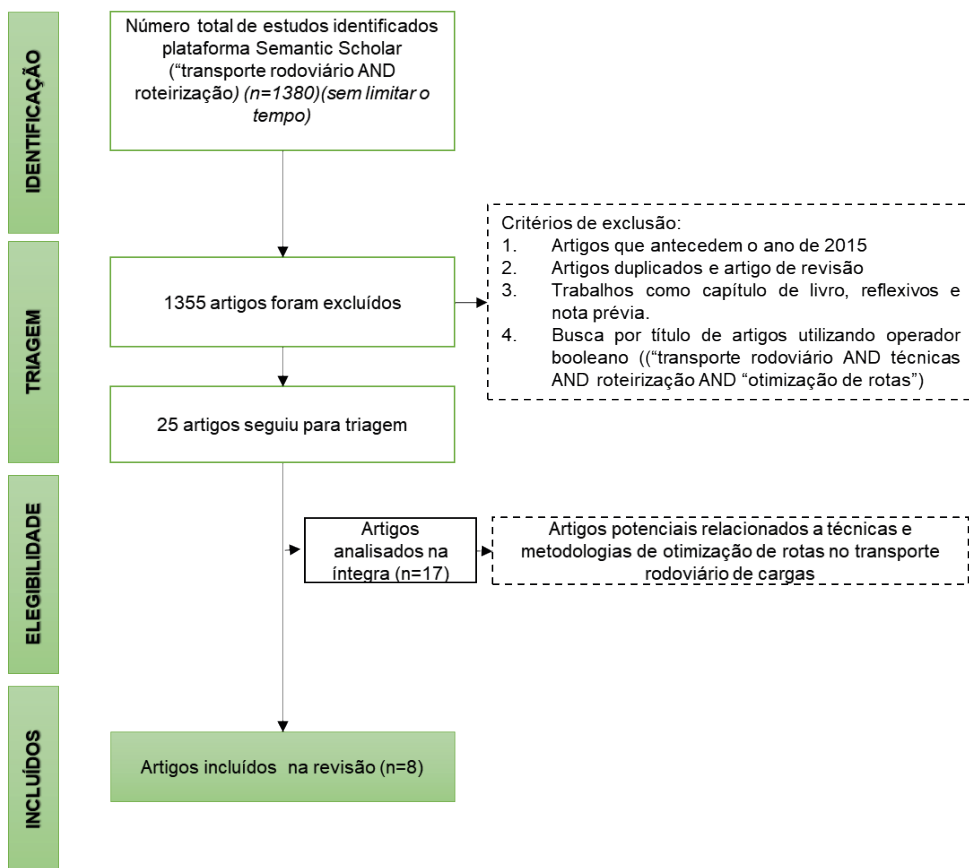 IDENTIFICAÇÃO
Número total de estudos identificados
plataforma Semantic Scholar
(“transporte rodoviário AND
roteirização) (n=1380)(sem limitar o
tempo)
TRIAGEM
1355 artigos foram excluídos
Critérios de exclusão:
1. Artigos que antecedem o ano de 2015
2. Artigos duplicados e artigo de revisão
3. Trabalhos como capítulo de livro, reflexivos e
nota prévia.
4. Busca por título de artigos utilizando operador
booleano ((“transporte rodoviário AND técnicas
AND roteirização AND “otimização de rotas”)
25 artigos seguiu para triagem
ELEGIBILIDADE
Artigos
analisados na
íntegra (n=17)
Artigos potenciais relacionados a técnicas e
metodologias de otimização de rotas no transporte
rodoviário de cargas
INCLUÍDOS
Artigos incluídos na revisão (n=8)